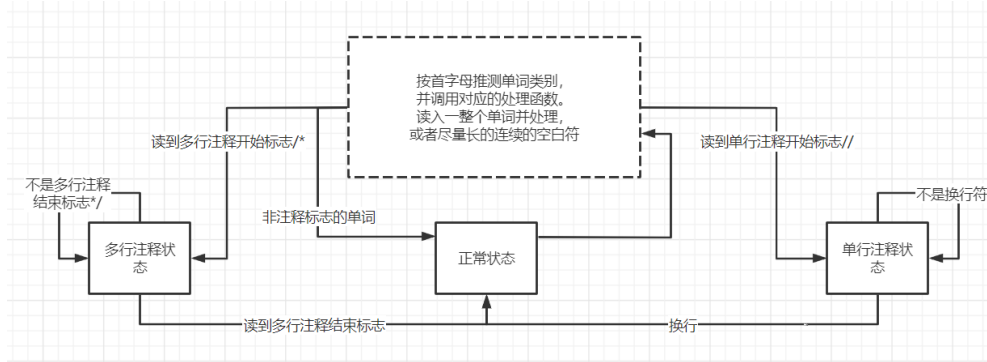 按首字母推测单词类别，
并调用对应的处理函数。
读入一整个单词并处理，
或者尽量长的连续的空白符
读到多行注释开始标志/*
读到单行注释开始标志//
不是多行注释
结束标志*/
不是换行符
非注释标志的单词
多行注释状
态
正常状态
单行注释状
态
读到多行注释结束标志
换行